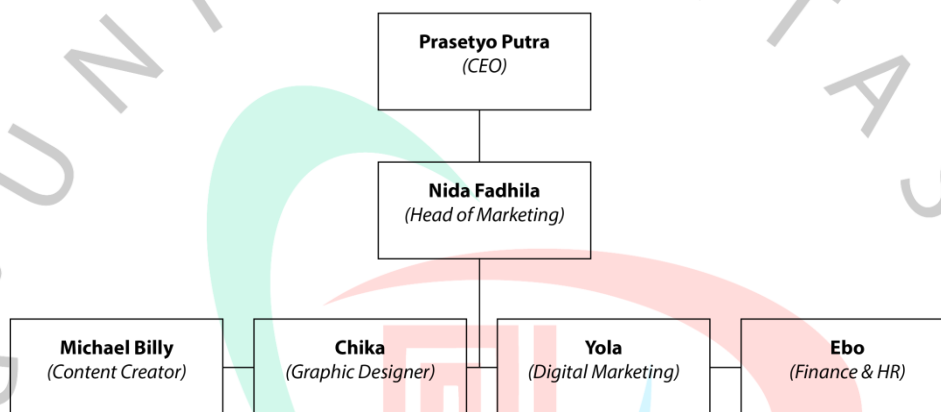 Prasetyo Putra
(CEO)
Nida Fadhila
(Head of Marketing)
Michael Billy
(Content Creator)
Chika
(Graphic Designer)
Yola
(Digital Marketing)
Ebo
(Finance & HR)